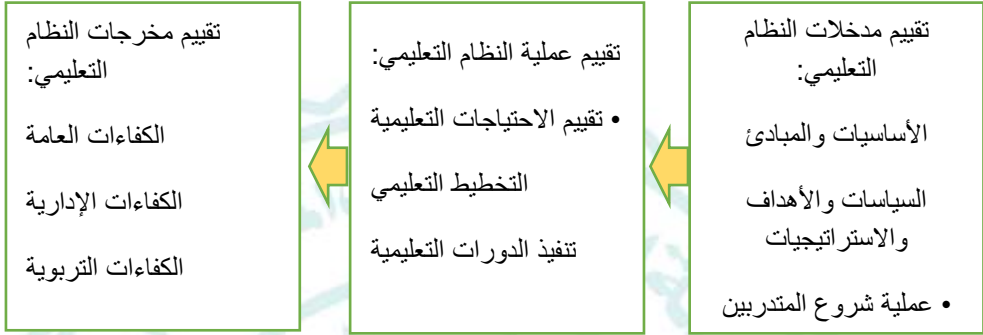 تقييم مدخلات النظام
التعليمي:
الأساسيات والمبادئ
السياسات والأهداف
والاستراتيجيات
• عملية شروع المتدربين
تقييم عملية النظام التعليمي:
• تقييم الاحتياجات التعليمية
التخطيط التعليمي
تنفيذ الدورات التعليمية
تقييم مخرجات النظام
التعليمي:
الكفاءات العامة
الكفاءات الإدارية
الكفاءات التربوية